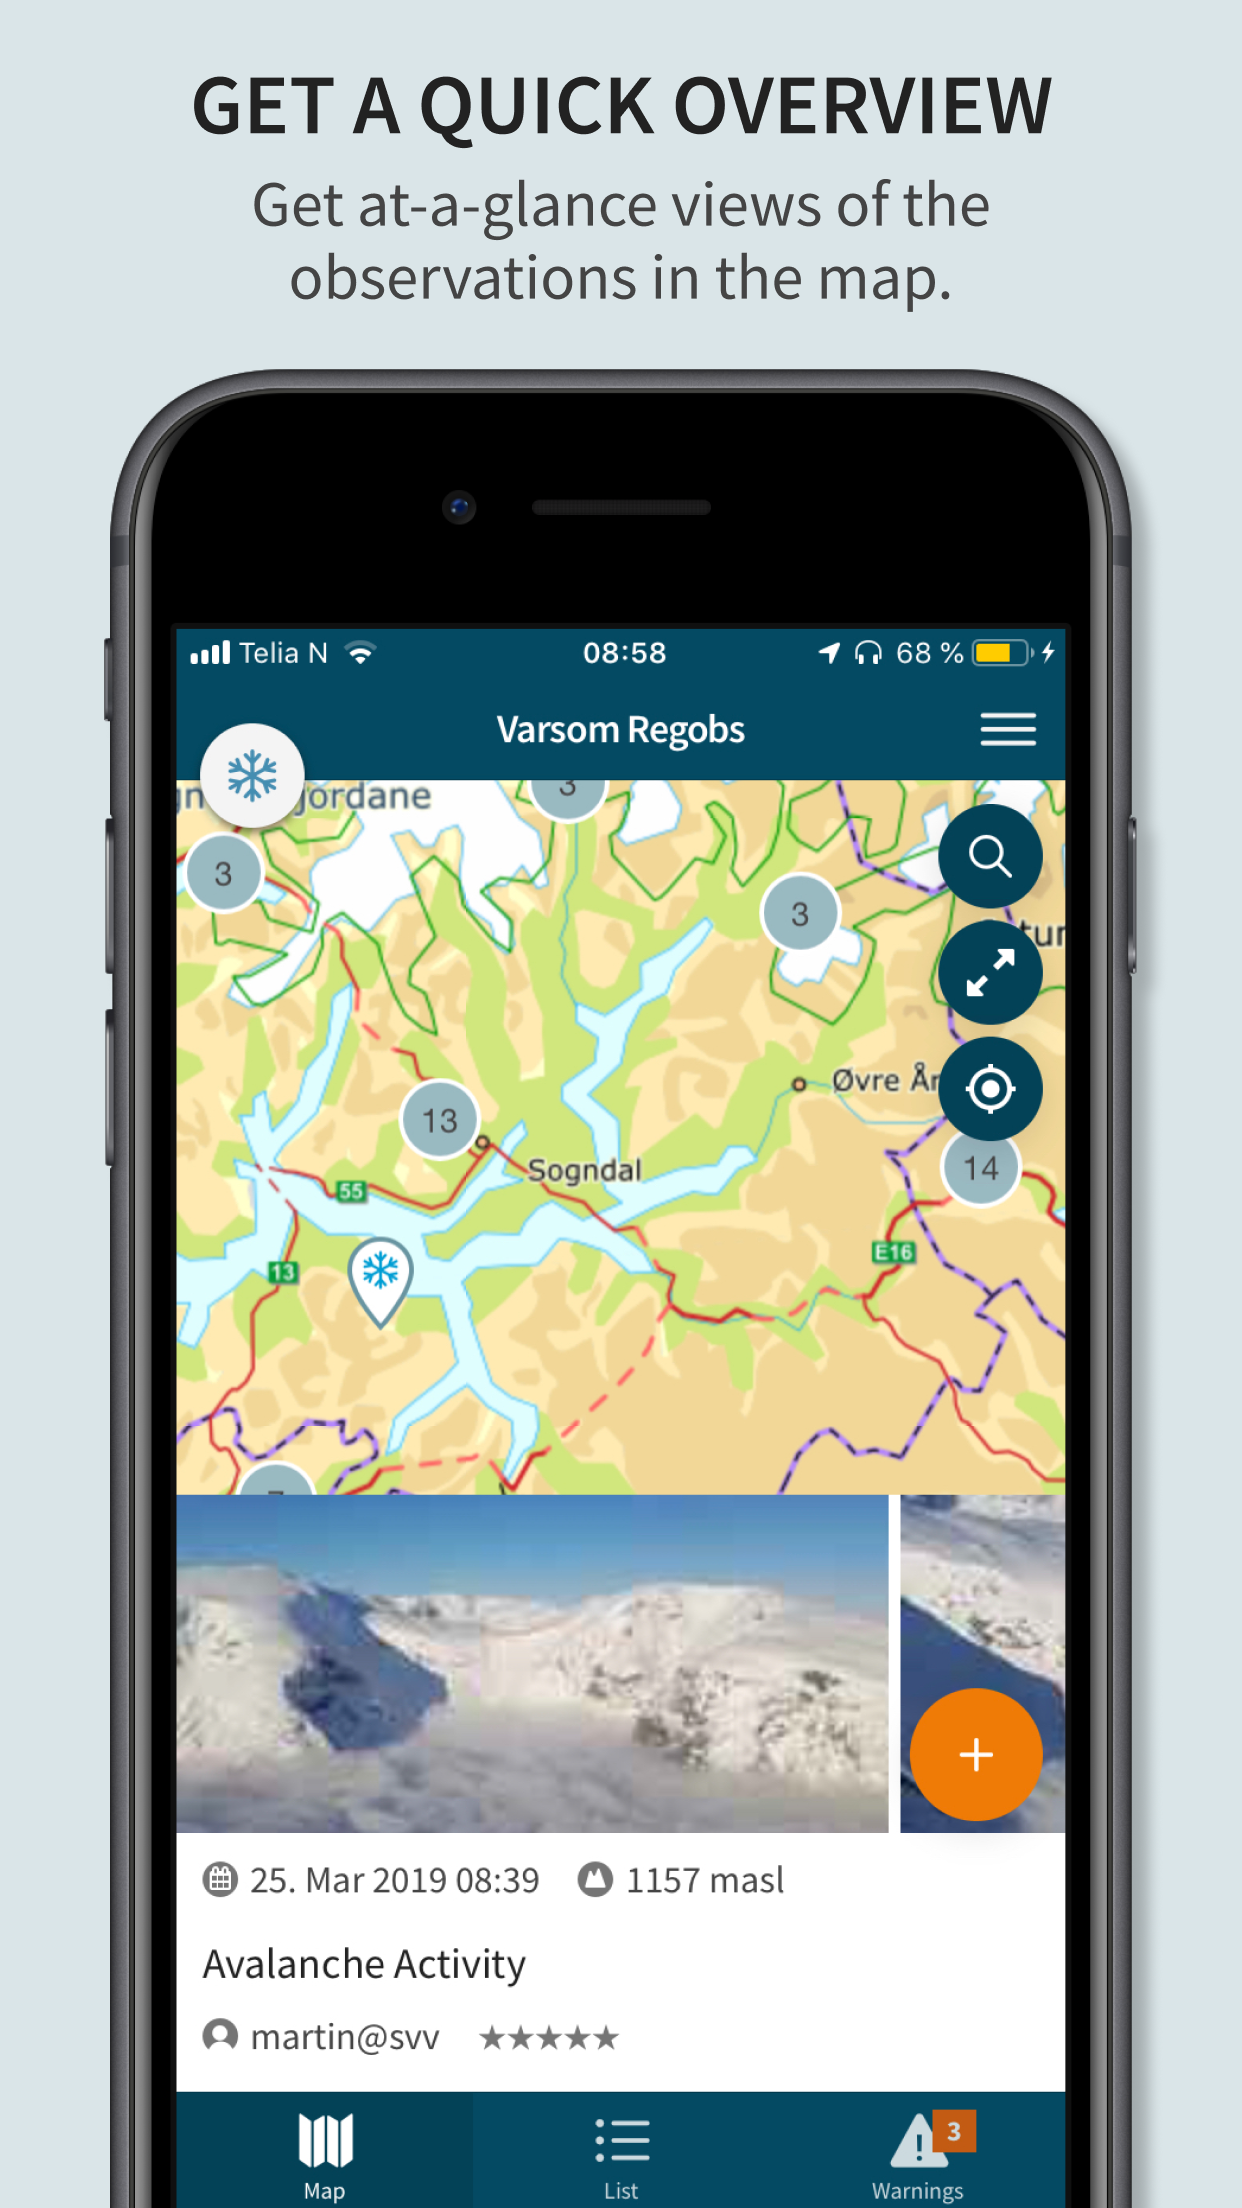 GET A QUICK OVERVIEW
Get at-a-glance views of the
observations in the map.
Telia N 08:58 68 %
Varsom Regobs
jordane
3
3
3
tur
Øvre År
13
Sogndal
14
55
E16
13
25. Mar 2019 08:39 1157 masl
Avalanche Activity
martin@svv ★★★★★
3
Map List Warnings